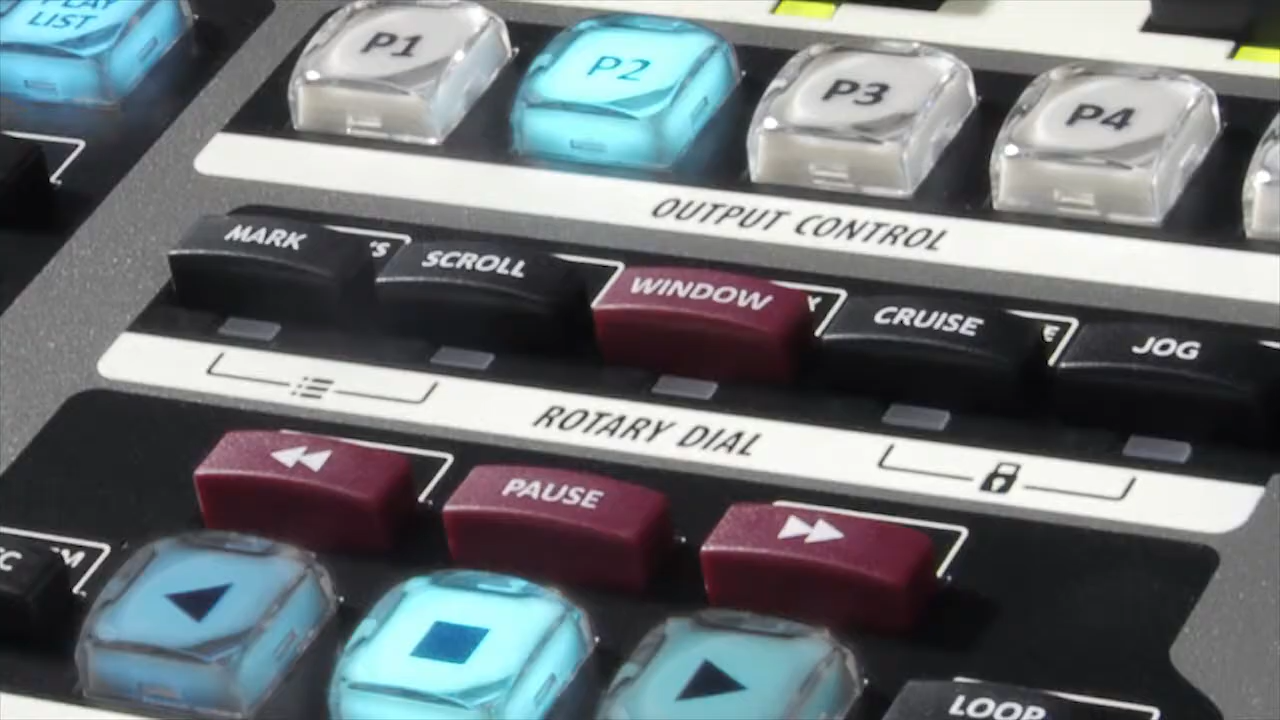 PLAY
LIST
P1
P2
P3
P4
OUTPUT CONTROL
MARK
'S
SCROLL
WINDOW
Y
CRUISE
E
JOG
ROTARY DIAL
PAUSE
C
M
LOOP